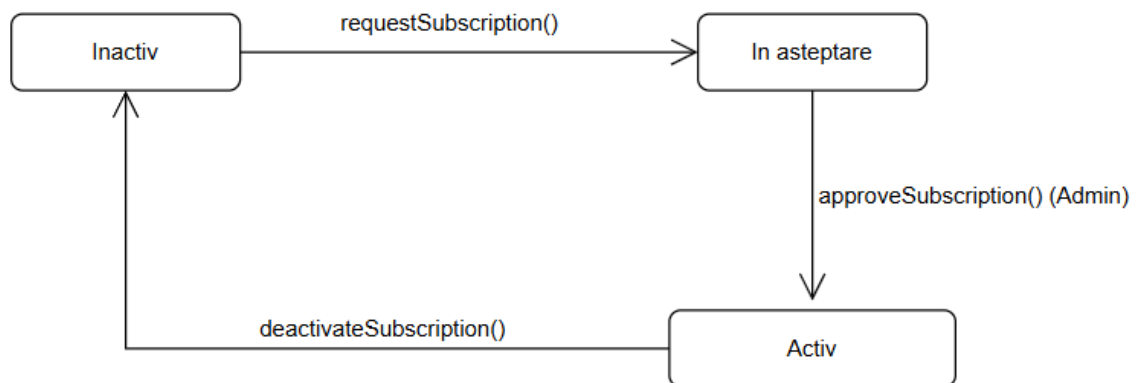 requestSubscription()
Inactiv
In asteptare
approveSubscription() (Admin)
deactivateSubscription()
Activ